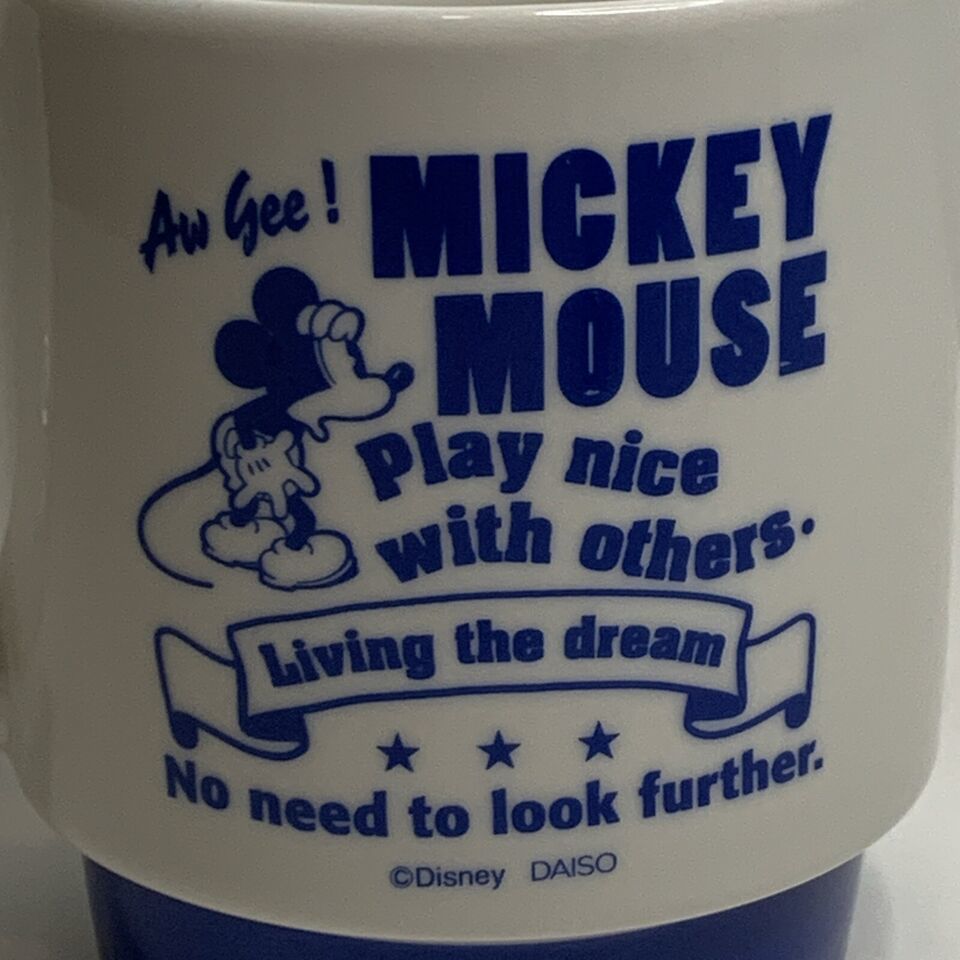 Aw Gee!
MICKEY
MOUSE
Play nice
with others.
Living the dream
No need to look further.
©Disney DAISO